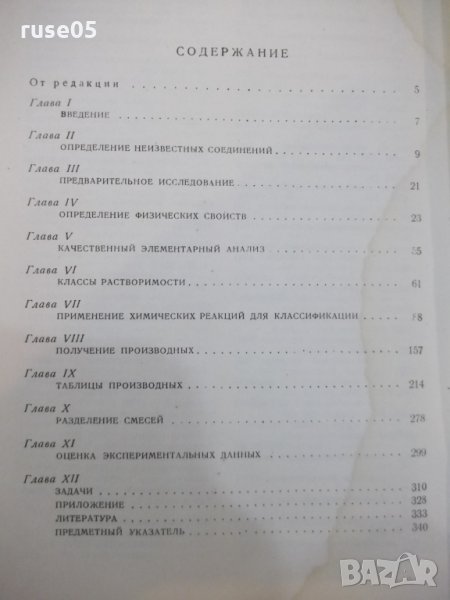 ruse05
СОДЕРЖАНИЕ
От редакции 5
Глава I
ВВЕДЕНИЕ 7
Глава II
ОПРЕДЕЛЕНИЕ НЕИЗВЕСТНЫХ СОЕДИНЕНИЙ 9
Глава III
ПРЕДВАРИТЕЛЬНОЕ ИССЛЕДОВАНИЕ 21
Глава IV
ОПРЕДЕЛЕНИЕ ФИЗИЧЕСКИХ СВОЙСТВ 23
Глава V
КАЧЕСТВЕННЫЙ ЭЛЕМЕНТАРНЫЙ АНАЛИЗ
Глава VI
КЛАССЫ РАСТВОРИМОСТИ 61
Глава VII
ПРИМЕНЕНИЕ ХИМИЧЕСКИХ РЕАКЦИЙ ДЛЯ КЛАССИФИКАЦИИ
Глава VIII
ПОЛУЧЕНИЕ ПРОИЗВОДНЫХ 157
Глава IX
ТАБЛИЦЫ ПРОИЗВОДНЫХ 214
Глава X
РАЗДЕЛЕНИЕ СМЕСЕЙ 278
Глава XI
ОЦЕНКА ЭКСПЕРИМЕНТАЛЬНЫХ ДАННЫХ 299
Глава XII
ЗАДАЧИ 310
ПРИЛОЖЕНИЕ 328
ЛИТЕРАТУРА 333
ПРЕДМЕТНЫЙ УКАЗАТЕЛЬ 340
BAZAR